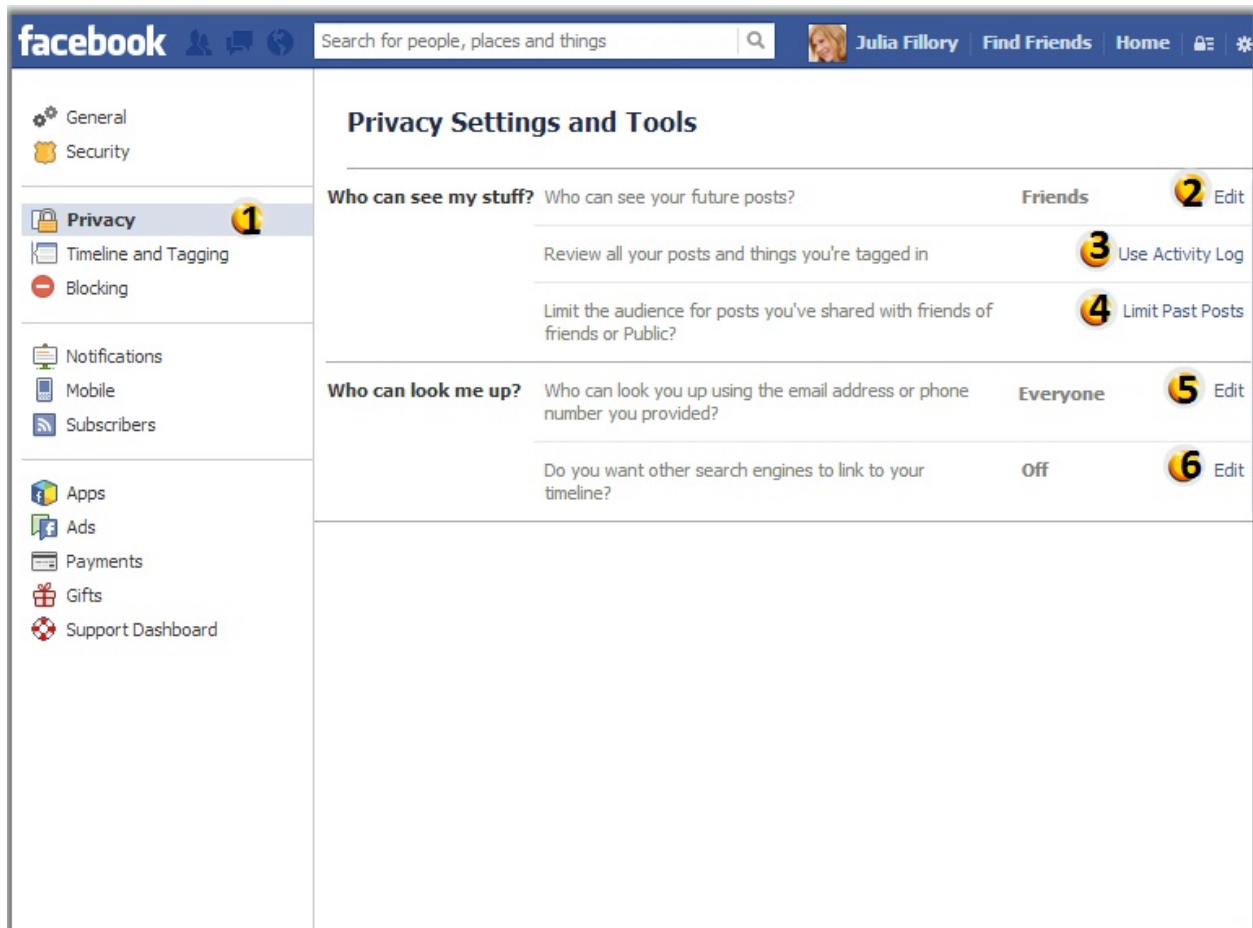 facebook Search for people, places and things Julia Fillory Find Friends Home
General
Security
Privacy 1
Timeline and Tagging
Blocking
Notifications
Mobile
Subscribers
Apps
Ads
Payments
Gifts
Support Dashboard
Privacy Settings and Tools
Who can see my stuff? Who can see your future posts? Friends 2 Edit
Review all your posts and things you're tagged in 3 Use Activity Log
Limit the audience for posts you've shared with friends of 4 Limit Past Posts
friends or Public?
Who can look me up? Who can look you up using the email address or phone Everyone 5 Edit
number you provided?
Do you want other search engines to link to your Off 6 Edit
timeline?